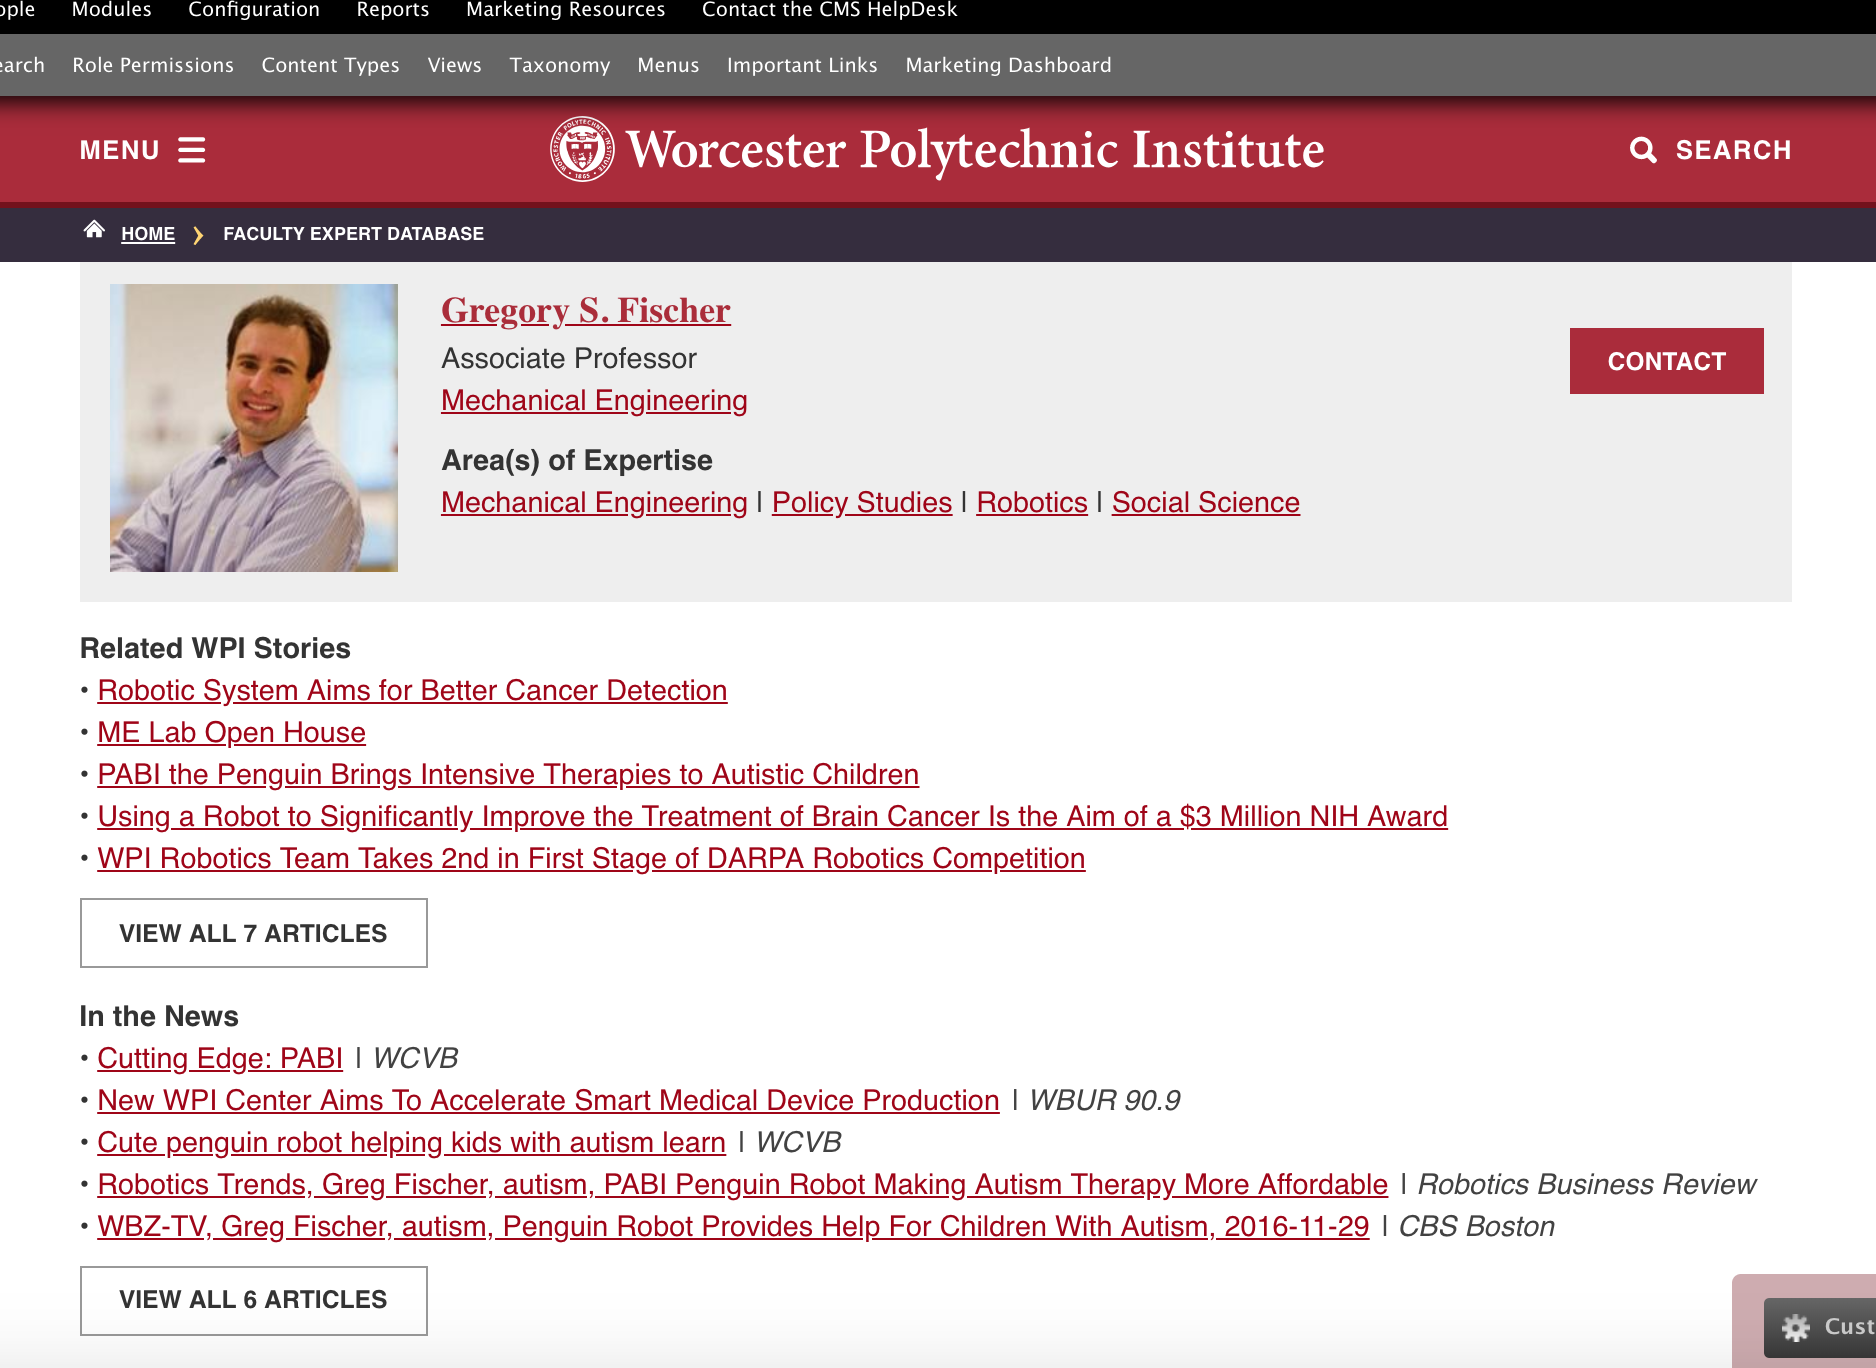 ople Modules Configuration Reports Marketing Resources Contact the CMS HelpDesk
earch Role Permissions Content Types Views Taxonomy Menus Important Links Marketing Dashboard
MENU Worcester Polytechnic Institute SEARCH
HOME FACULTY EXPERT DATABASE
Gregory S. Fischer
Associate Professor
CONTACT
Mechanical Engineering
Area(s) of Expertise
Mechanical Engineering | Policy Studies | Robotics | Social Science
Related WPI Stories
• Robotic System Aims for Better Cancer Detection
• ME Lab Open House
• PABI the Penguin Brings Intensive Therapies to Autistic Children
• Using a Robot to Significantly Improve the Treatment of Brain Cancer Is the Aim of a $3 Million NIH Award
• WPI Robotics Team Takes 2nd in First Stage of DARPA Robotics Competition
VIEW ALL 7 ARTICLES
In the News
• Cutting Edge: PABI | WCVB
• New WPI Center Aims To Accelerate Smart Medical Device Production | WBUR 90.9
• Cute penguin robot helping kids with autism learn | WCVB
• Robotics Trends, Greg Fischer, autism, PABI Penguin Robot Making Autism Therapy More Affordable | Robotics Business Review
• WBZ-TV, Greg Fischer, autism, Penguin Robot Provides Help For Children With Autism, 2016-11-29 | CBS Boston
VIEW ALL 6 ARTICLES
Cust